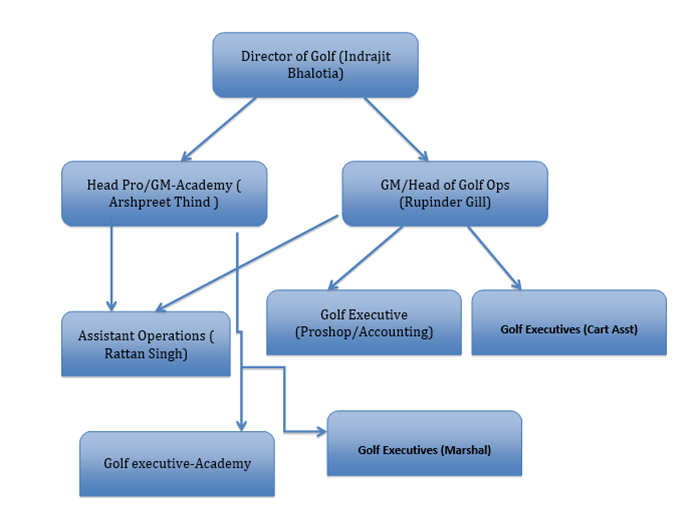 Director of Golf (Indrajit
Bhalotia)
Head Pro/GM-Academy (
Arshpreet Thind )
GM/Head of Golf Ops
(Rupinder Gill)
Assistant Operations (
Rattan Singh)
Golf Executive
(Proshop/Accounting)
Golf Executives (Cart Asst)
Golf executive-Academy
Golf Executives (Marshal)